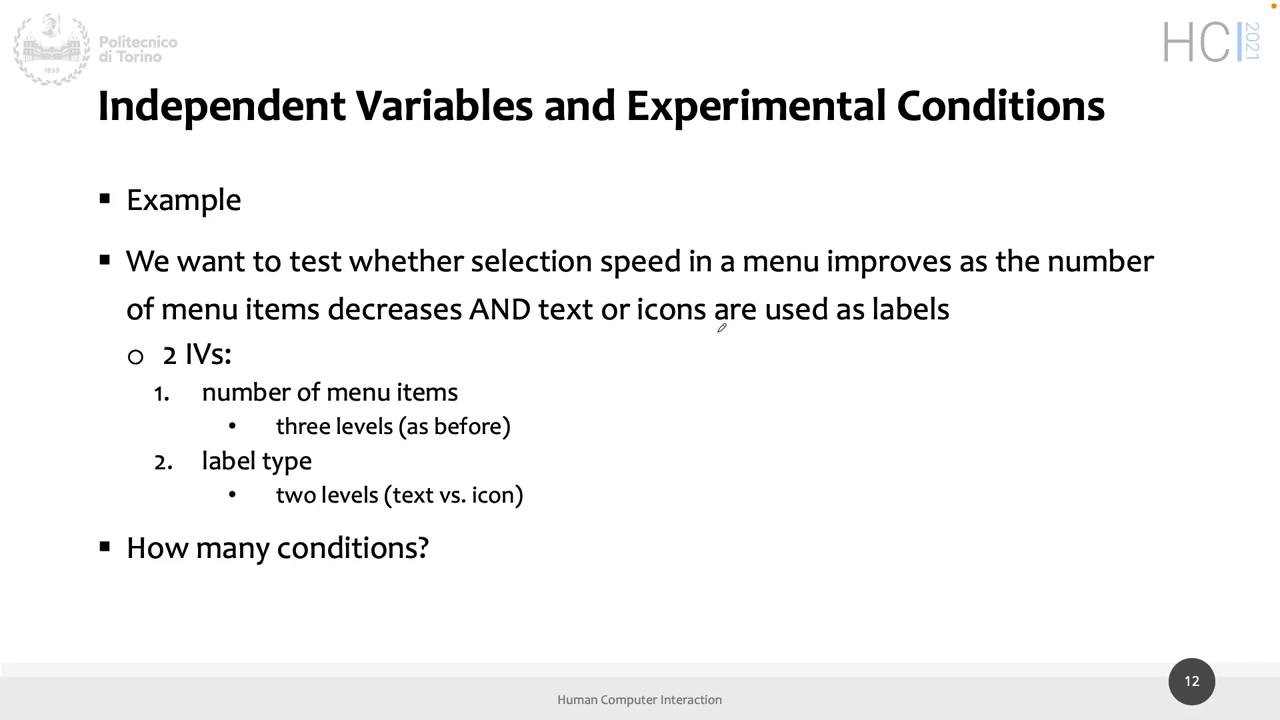 Politecnico
di Torino
1859
HCI 2021
Independent Variables and Experimental Conditions
▪ Example
▪ We want to test whether selection speed in a menu improves as the number
of menu items decreases AND text or icons are used as labels
o 2 IVs:
1. number of menu items
• three levels (as before)
2. label type
• two levels (text vs. icon)
▪ How many conditions?
Human Computer Interaction
12